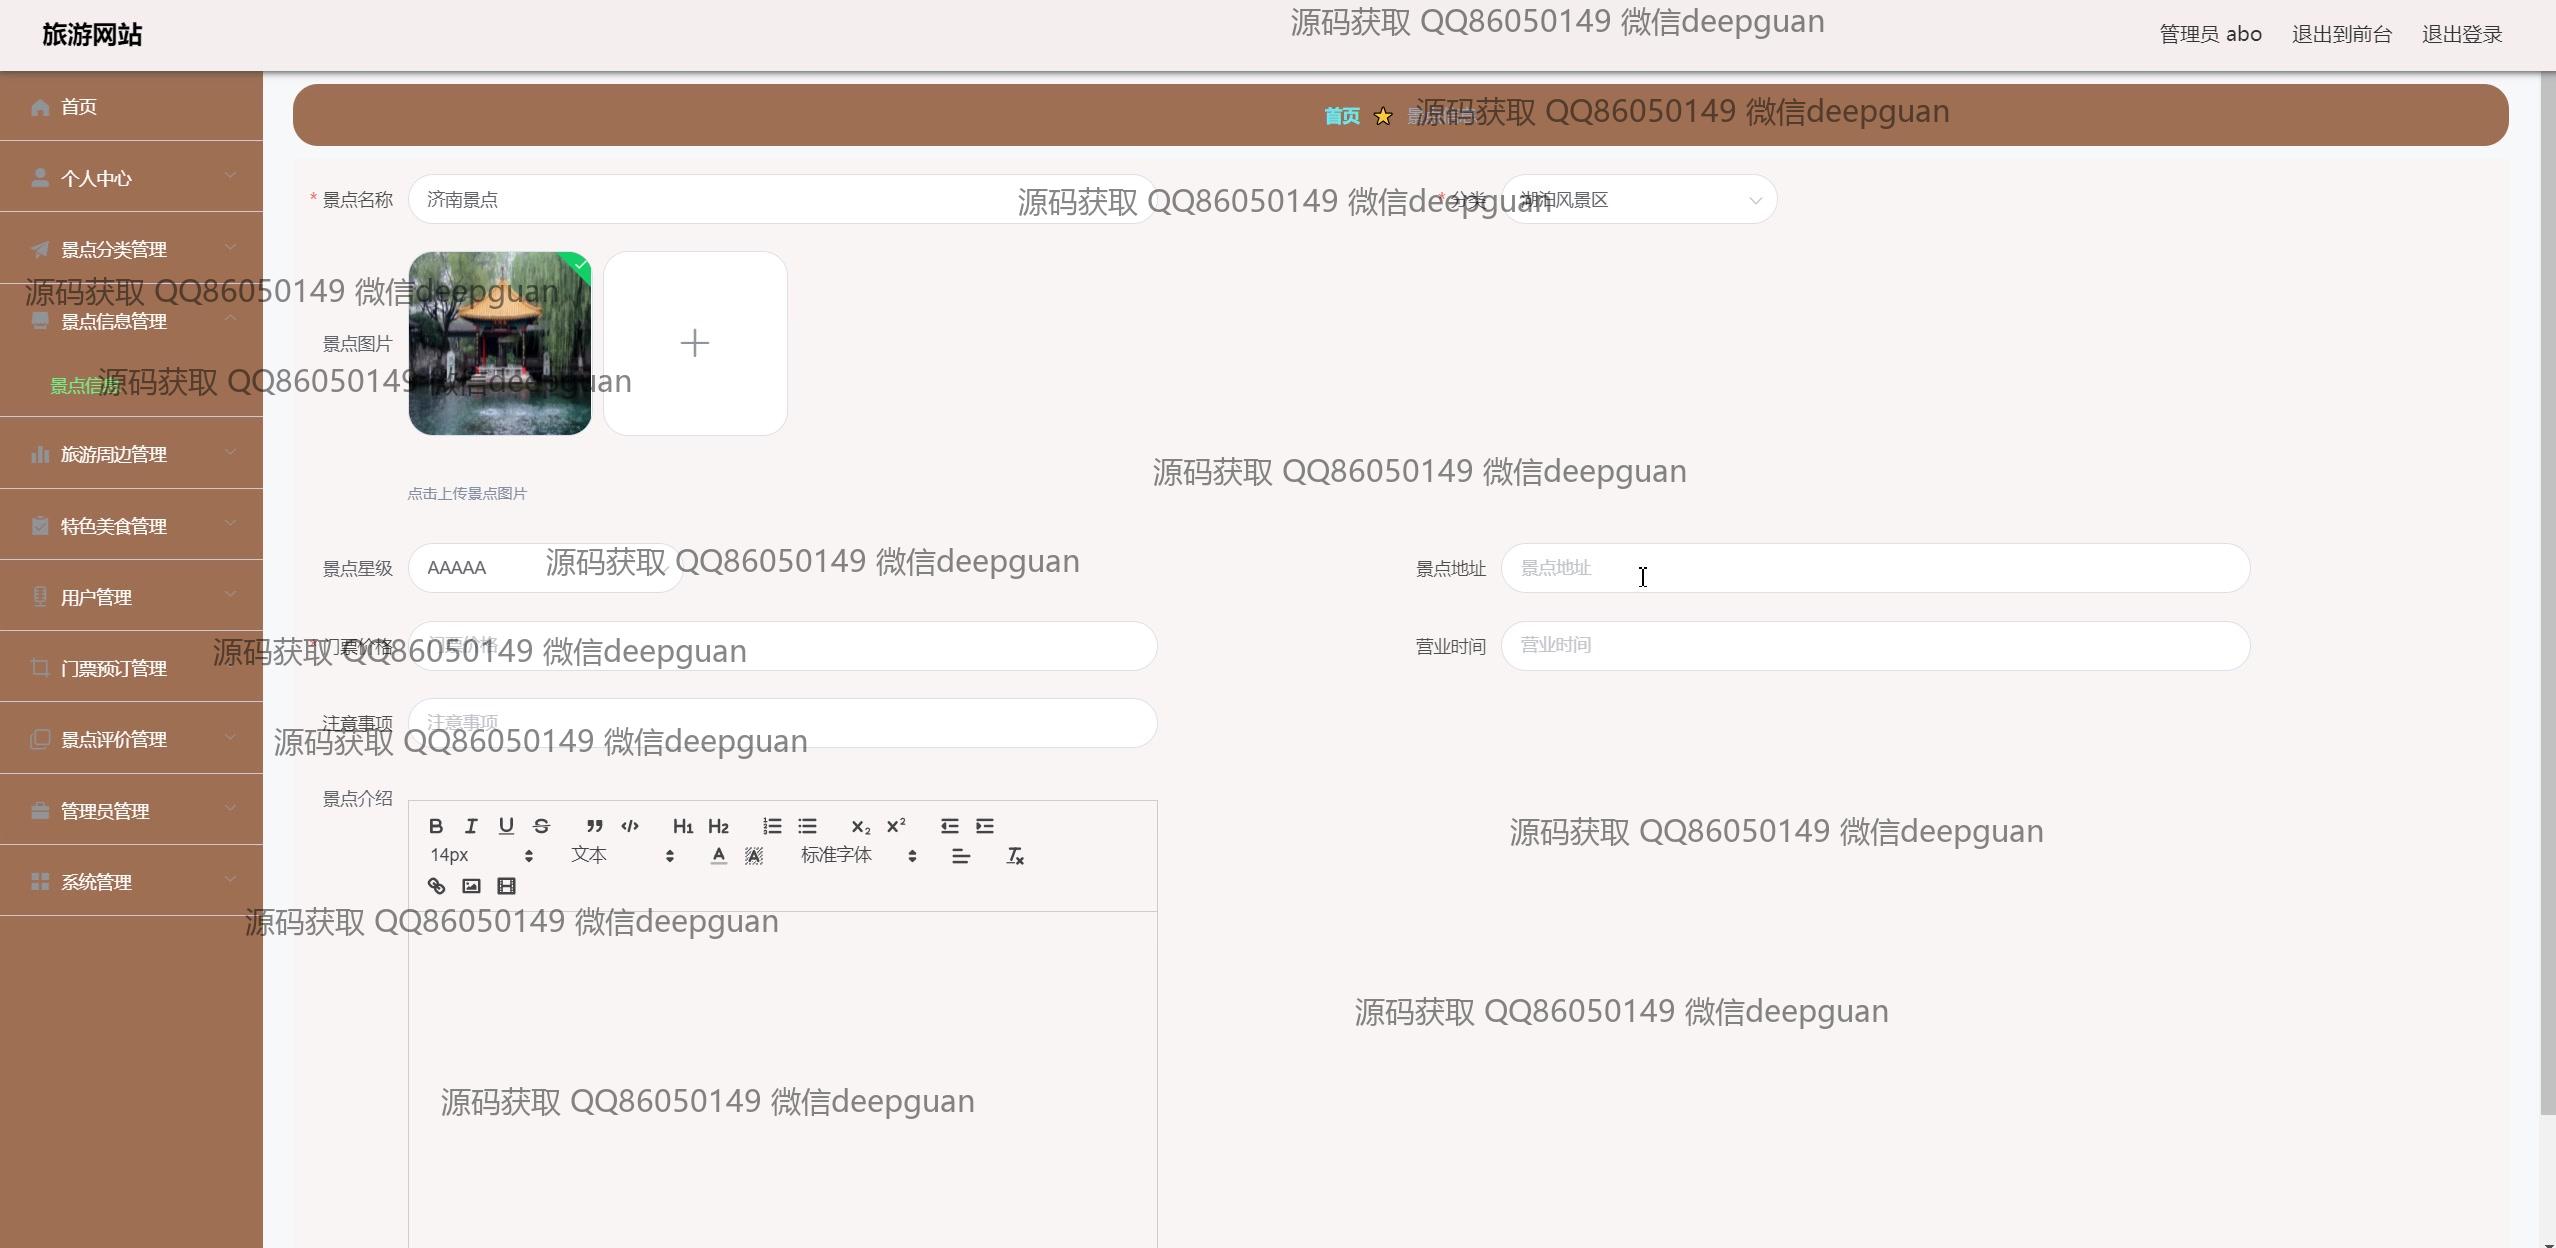 旅游网站
源码获取 QQ86050149 微信deepguan
管理员 abo
退出到前台
退出登录
首页
个人中心
景点分类管理
景点信息管理
景点信息
旅游周边管理
特色美食管理
用户管理
门票预订管理
景点评价管理
管理员管理
系统管理
首页
源码获取 QQ86050149 微信deepguan
* 景点名称
济南景点
源码获取 QQ86050149 微信deepguan
* 分类
湖泊风景区
源码获取 QQ86050149 微信deepguan
景点图片
源码获取 QQ86050149 微信deepguan
源码获取 QQ86050149 微信deepguan
点击上传景点图片
景点星级
AAAAA
源码获取 QQ86050149 微信deepguan
景点地址
景点地址
* 门票价格
门票价格
源码获取 QQ86050149 微信deepguan
营业时间
营业时间
注意事项
注意事项
源码获取 QQ86050149 微信deepguan
景点介绍
14px
文本
标准字体
源码获取 QQ86050149 微信deepguan
源码获取 QQ86050149 微信deepguan
源码获取 QQ86050149 微信deepguan
源码获取 QQ86050149 微信deepguan